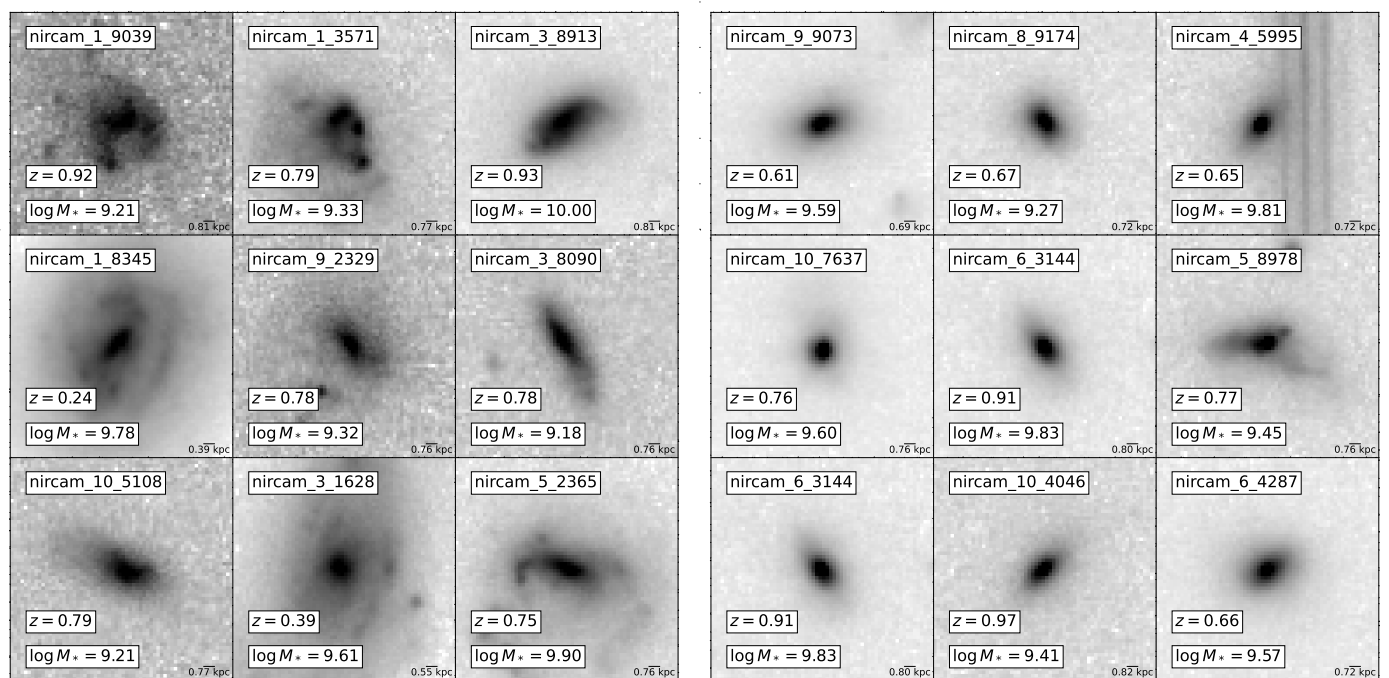 nircam_1_9039
z = 0.92
log M* = 9.21
0.81 kpc
nircam_1_3571
z = 0.79
log M* = 9.33
0.77 kpc
nircam_3_8913
z = 0.93
log M* = 10.00
0.81 kpc
nircam_9_9073
z = 0.61
log M* = 9.59
0.69 kpc
nircam_8_9174
z = 0.67
log M* = 9.27
0.72 kpc
nircam_4_5995
z = 0.65
log M* = 9.81
0.72 kpc
nircam_1_8345
z = 0.24
log M* = 9.78
0.39 kpc
nircam_9_2329
z = 0.78
log M* = 9.32
0.76 kpc
nircam_3_8090
z = 0.78
log M* = 9.18
0.76 kpc
nircam_10_7637
z = 0.76
log M* = 9.60
0.76 kpc
nircam_6_3144
z = 0.91
log M* = 9.83
0.80 kpc
nircam_5_8978
z = 0.77
log M* = 9.45
0.76 kpc
nircam_10_5108
z = 0.79
log M* = 9.21
0.77 kpc
nircam_3_1628
z = 0.39
log M* = 9.61
0.55 kpc
nircam_5_2365
z = 0.75
log M* = 9.90
0.76 kpc
nircam_6_3144
z = 0.91
log M* = 9.83
0.80 kpc
nircam_10_4046
z = 0.97
log M* = 9.41
0.82 kpc
nircam_6_4287
z = 0.66
log M* = 9.57
0.72 kpc